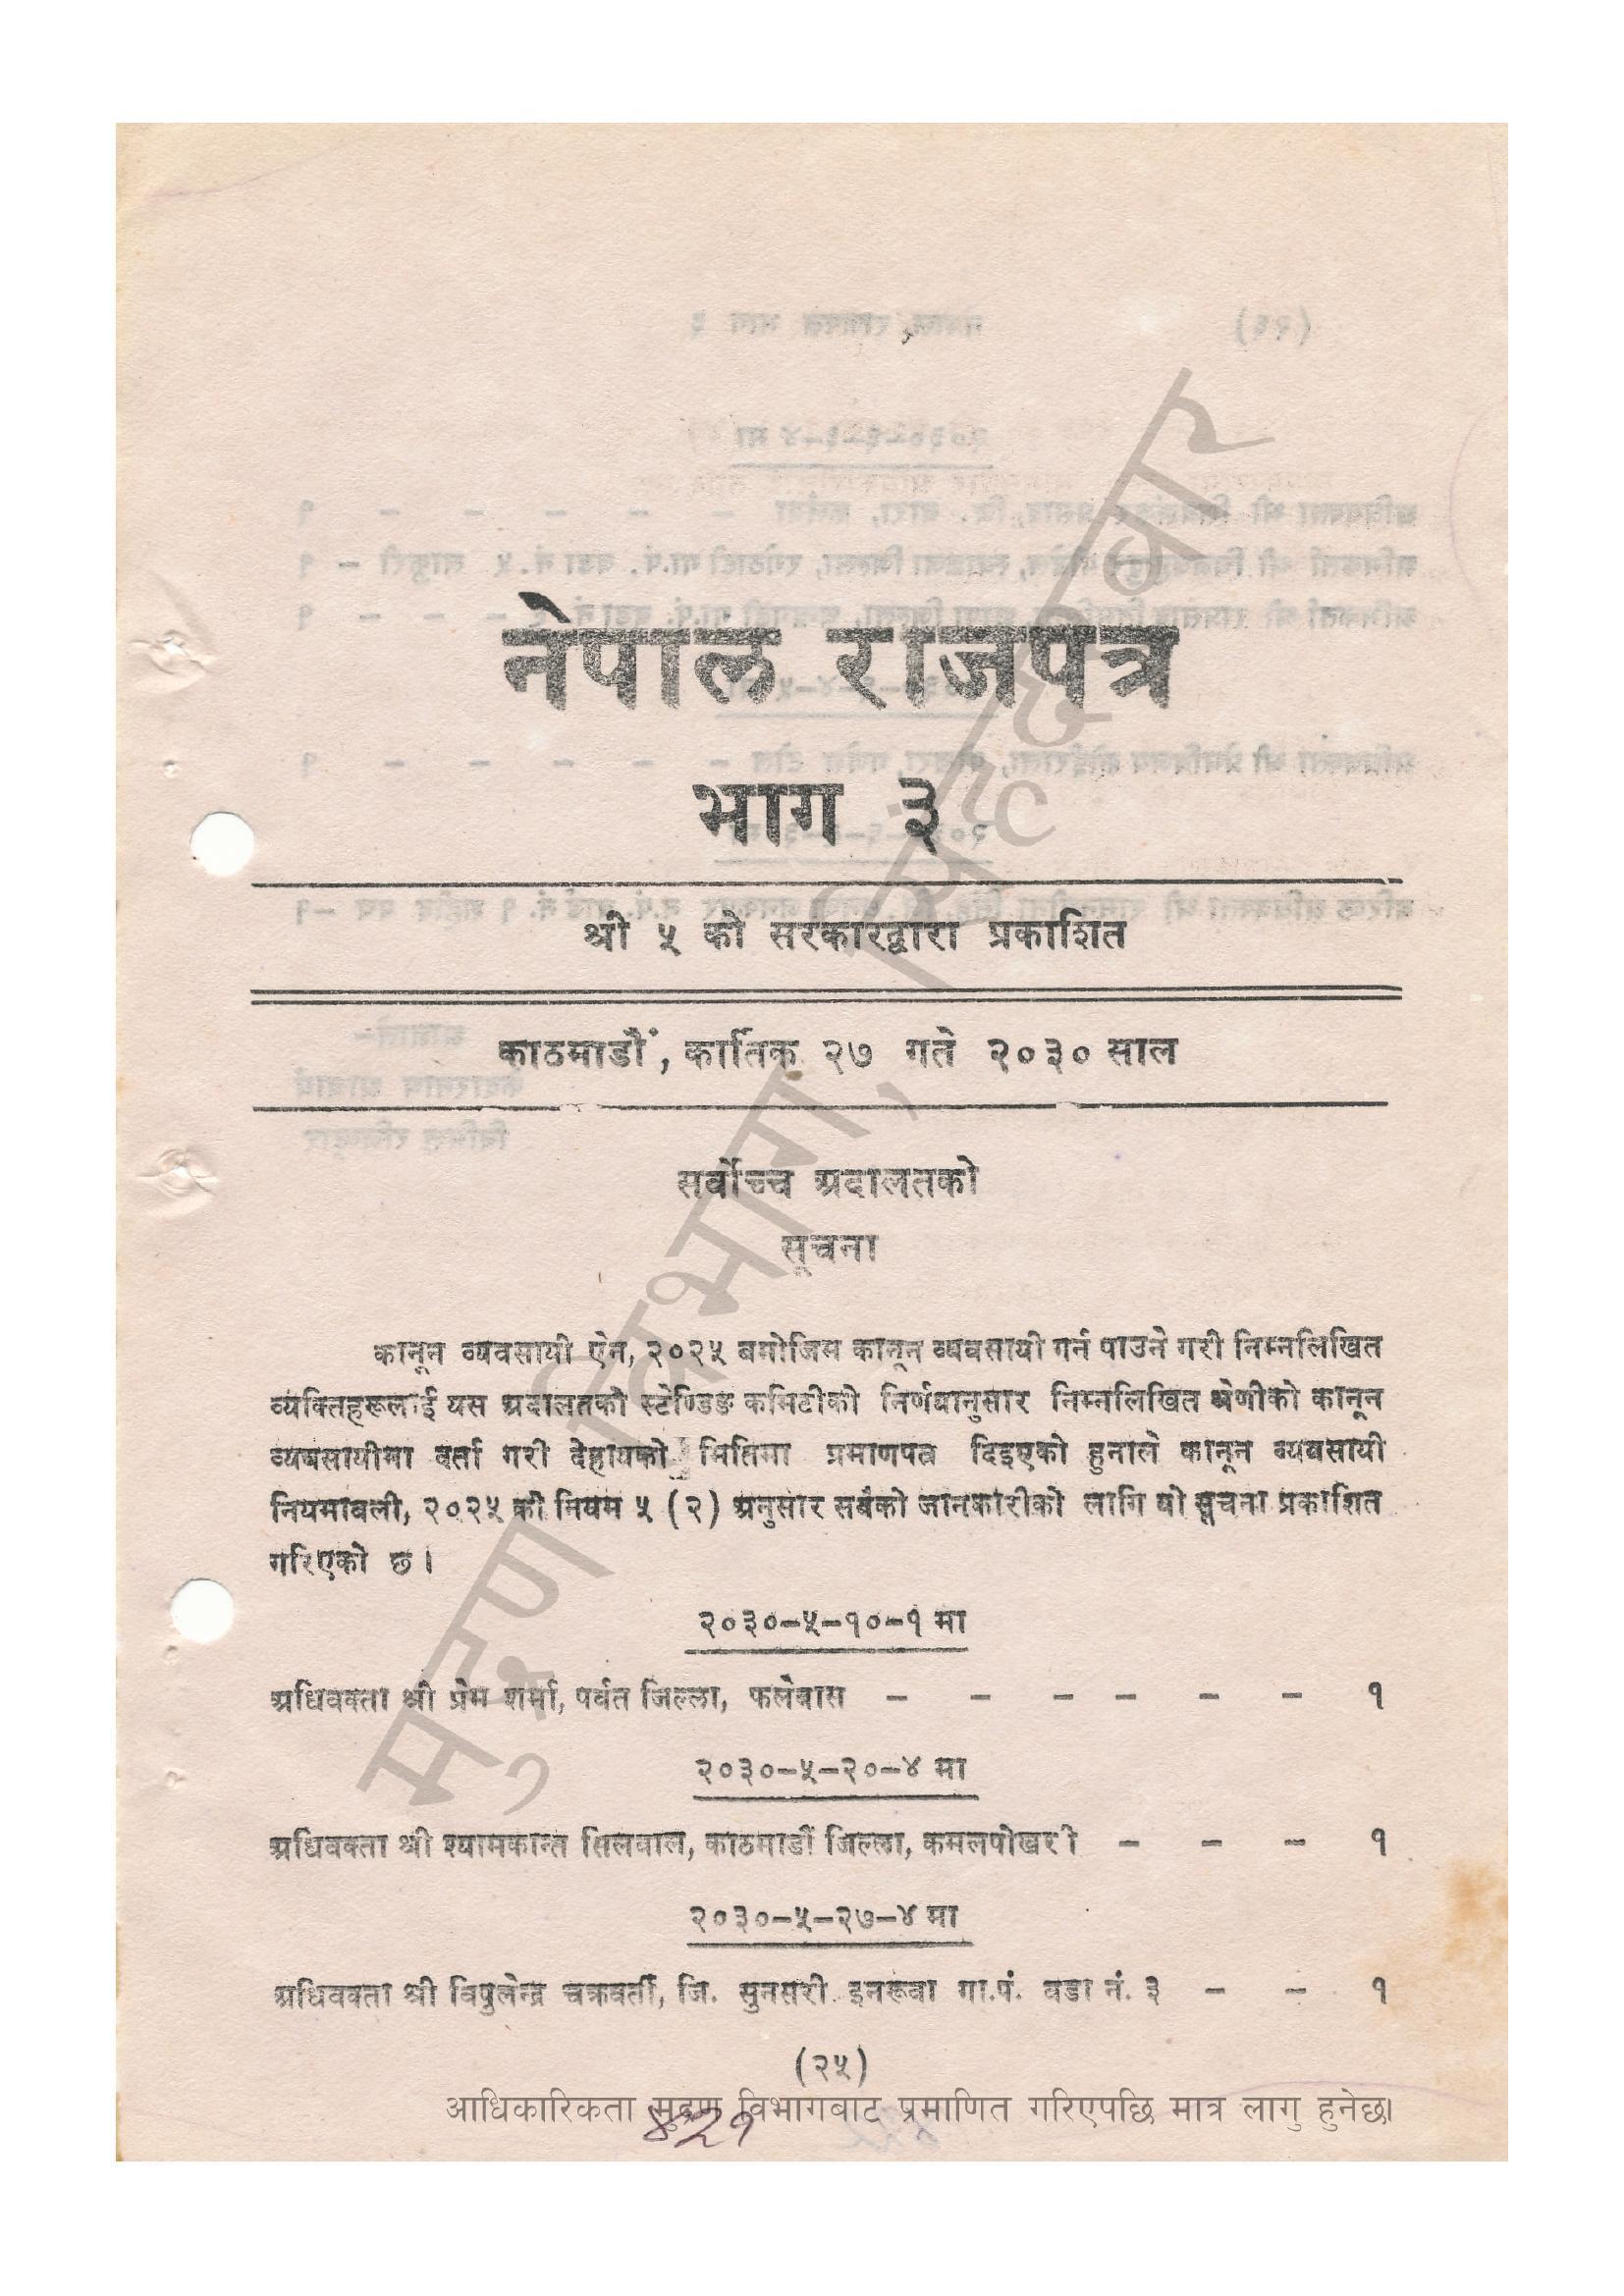 नेपाल राजपत्र
भाग ३
श्री ५ को सरकारद्वारा प्रकाशित
काठमाडौं, कार्तिक २७ गते २०३० साल
सर्वोच्च अदालतको
सूचना
कानून व्यवसायी ऐन, २०२५ बमोजिम कानून व्यवसायी गर्न पाउने गरी निम्नलिखित
व्यक्तिहरूलाई यस अदालतको स्टेण्डिङ कमिटीको निर्णयानुसार निम्नलिखित श्रेणीको कानून
व्यवसायीमा दर्ता गरी देहायको मितिमा प्रमाणपत्र दिइएको हुनाले कानून व्यवसायी
नियमावली, २०२५ को नियम ५ (२) अनुसार सबैको जानकारीको लागि यो सूचना प्रकाशित
गरिएको छ।
२०३०-५-१०-१ मा
अधिवक्ता श्री प्रेम शर्मा, पर्वत जिल्ला, फलेवास - - - - - - १
२०३०-५-२०-४ मा
अधिवक्ता श्री श्यामकान्त सिलवाल, काठमाडौं जिल्ला, कमलपोखरी - - - १
२०३०-५-२७-४ मा
अधिवक्ता श्री विपुलेन्द्र चक्रवर्ती, जि. सुनसरी इनरूवा गा.पं. वडा नं. ३ - - १
(२५)
आधिकारिकता मुद्रण विभागबाट प्रमाणित गरिएपछि मात्र लागु हुनेछ।
४२१
मुद्रण विभाग, सिंहदरवार